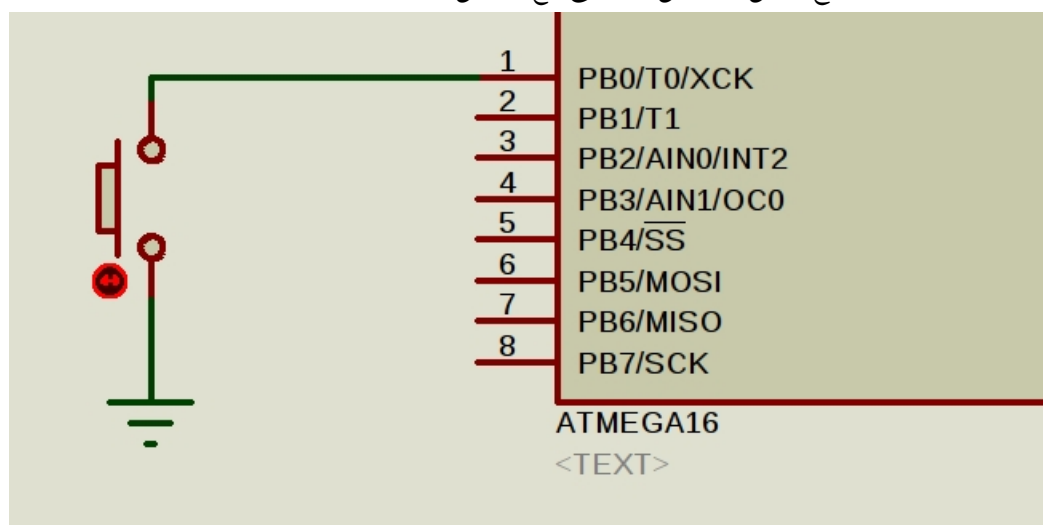 1
PB0/T0/XCK
2
PB1/T1
3
PB2/AIN0/INT2
4
PB3/AIN1/OC0
5
PB4/SS
6
PB5/MOSI
7
PB6/MISO
8
PB7/SCK
ATMEGA16
<TEXT>